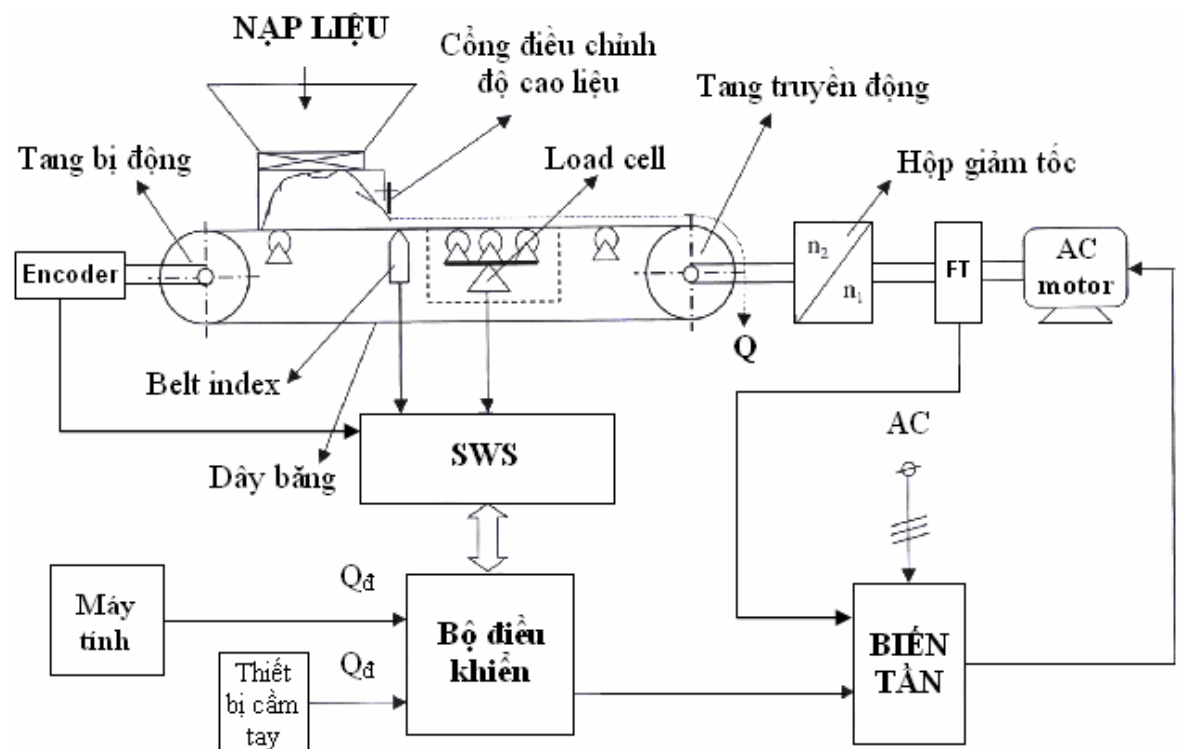 NẠP LIỆU
Cổng điều chỉnh
độ cao liệu
Tang truyền động
Load cell
Hộp giảm tốc
Tang bị động
Encoder
n₂
n₁
FT
AC
motor
Q
Belt index
AC
SWS
Dây băng
Máy
tính
Qđ
Bộ điều
khiển
Qđ
Thiết
bị cầm
tay
BIẾN
TẦN